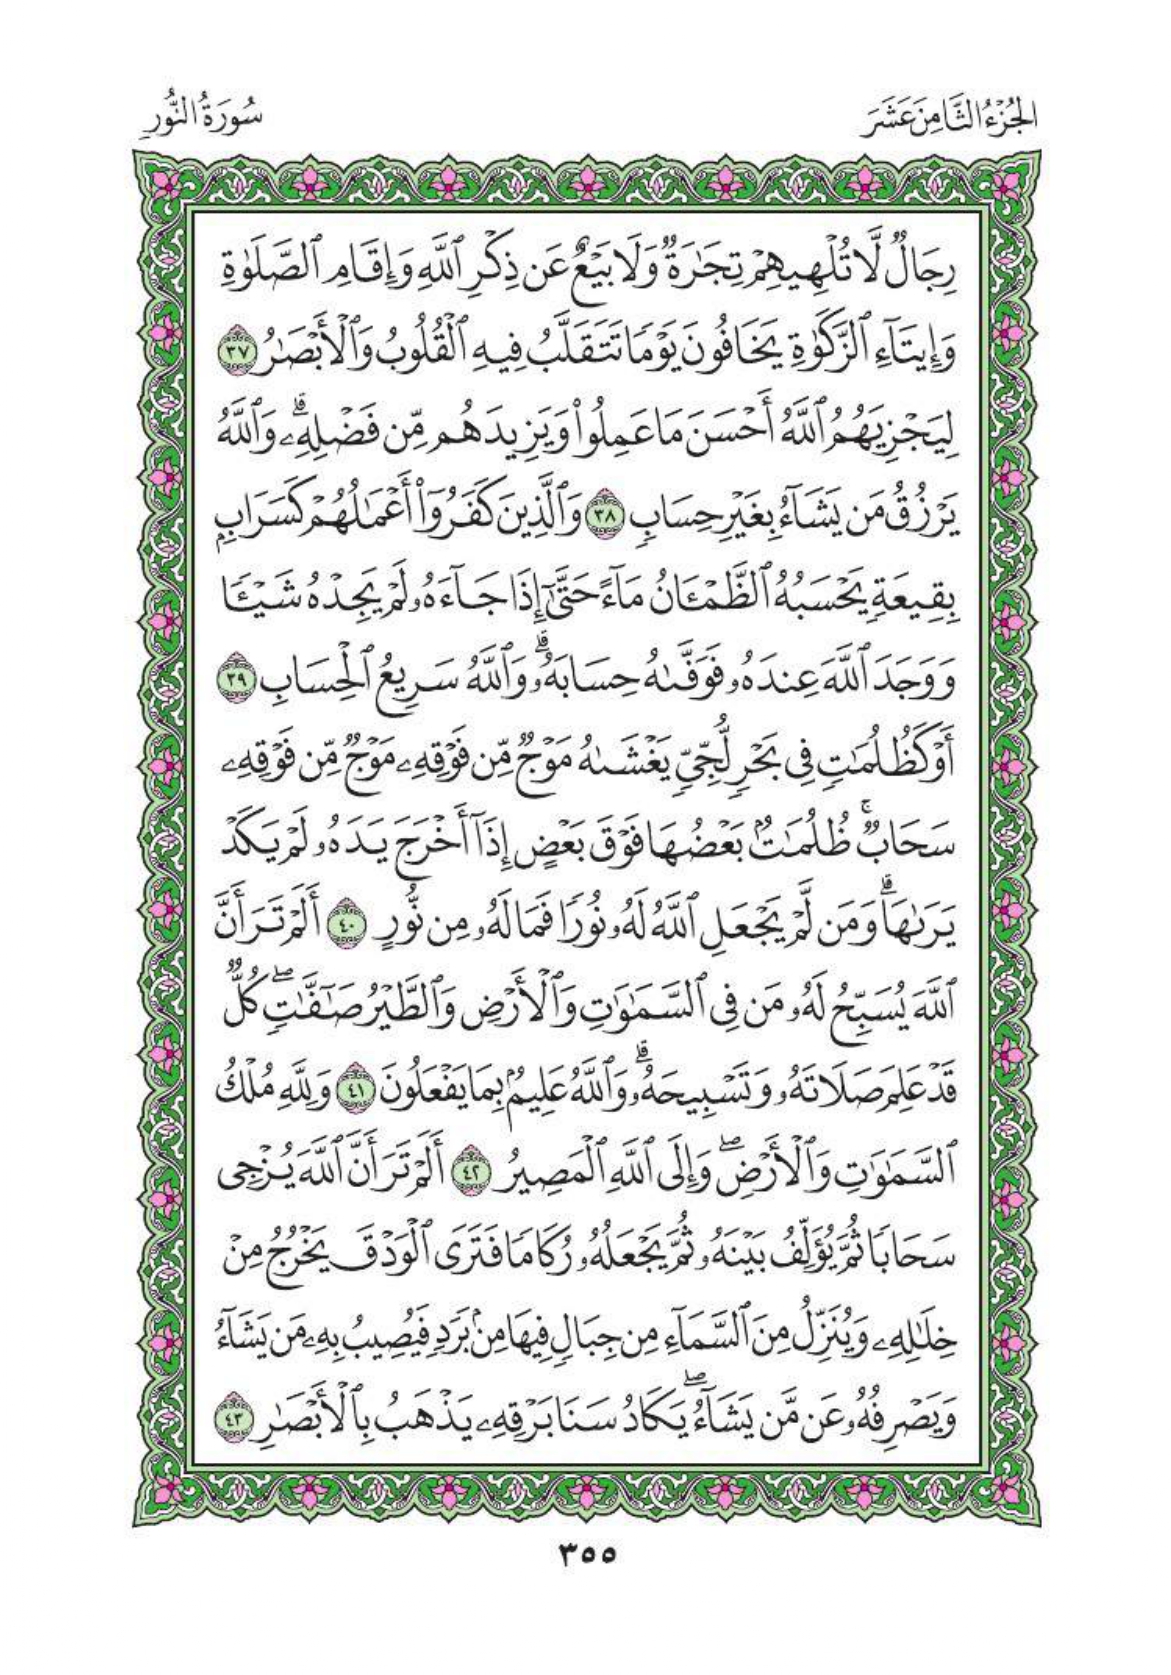 الجُزْءُ الثَّامِنَ عَشَرَ
سُورَةُ النُّورِ
رِجَالٌ لَّا تُلْهِيهِمْ تِجَٰرَةٌ وَلَا بَيْعٌ عَن ذِكْرِ ٱللَّهِ وَإِقَامِ ٱلصَّلَوٰةِ
وَإِيتَآءِ ٱلزَّكَوٰةِ يَخَافُونَ يَوْمًا تَتَقَلَّبُ فِيهِ ٱلْقُلُوبُ وَٱلْأَبْصَٰرُ ٣٧
لِيَجْزِيَهُمُ ٱللَّهُ أَحْسَنَ مَا عَمِلُوا۟ وَيَزِيدَهُم مِّن فَضْلِهِۦ ۗ وَٱللَّهُ
يَرْزُقُ مَن يَشَآءُ بِغَيْرِ حِسَابٍ ٣٨ وَٱلَّذِينَ كَفَرُوٓا۟ أَعْمَٰلُهُمْ كَسَرَابٍۭ
بِقِيعَةٍ يَحْسَبُهُ ٱلظَّمْـَٔانُ مَآءً حَتَّىٰٓ إِذَا جَآءَهُۥ لَمْ يَجِدْهُ شَيْـًٔا
وَوَجَدَ ٱللَّهَ عِندَهُۥ فَوَفَّىٰهُ حِسَابَهُۥ ۗ وَٱللَّهُ سَرِيعُ ٱلْحِسَابِ ٣٩
أَوْ كَظُلُمَٰتٍ فِى بَحْرٍ لُّجِّىٍّ يَغْشَىٰهُ مَوْجٌ مِّن فَوْقِهِۦ مَوْجٌ مِّن فَوْقِهِۦ
سَحَابٌ ۚ ظُلُمَٰتٌۢ بَعْضُهَا فَوْقَ بَعْضٍ إِذَآ أَخْرَجَ يَدَهُۥ لَمْ يَكَدْ
يَرَىٰهَا ۗ وَمَن لَّمْ يَجْعَلِ ٱللَّهُ لَهُۥ نُورًا فَمَا لَهُۥ مِن نُّورٍ ٤٠ أَلَمْ تَرَ أَنَّ
ٱللَّهَ يُسَبِّحُ لَهُۥ مَن فِى ٱلسَّمَٰوَٰتِ وَٱلْأَرْضِ وَٱلطَّيْرُ صَٰٓفَّٰتٍ ۖ كُلٌّ
قَدْ عَلِمَ صَلَاتَهُۥ وَتَسْبِيحَهُۥ ۗ وَٱللَّهُ عَلِيمٌۢ بِمَا يَفْعَلُونَ ٤١ وَلِلَّهِ مُلْكُ
ٱلسَّمَٰوَٰتِ وَٱلْأَرْضِ ۖ وَإِلَى ٱللَّهِ ٱلْمَصِيرُ ٤٢ أَلَمْ تَرَ أَنَّ ٱللَّهَ يُزْجِى
سَحَابًا ثُمَّ يُؤَلِّفُ بَيْنَهُۥ ثُمَّ يَجْعَلُهُۥ رُكَامًا فَتَرَى ٱلْوَدْقَ يَخْرُجُ مِنْ
خِلَٰلِهِۦ وَيُنَزِّلُ مِنَ ٱلسَّمَآءِ مِن جِبَالٍ فِيهَا مِنۢ بَرَدٍ فَيُصِيبُ بِهِۦ مَن يَشَآءُ
وَيَصْرِفُهُۥ عَن مَّن يَشَآءُ ۖ يَكَادُ سَنَا بَرْقِهِۦ يَذْهَبُ بِٱلْأَبْصَٰرِ ٤٣
٣٥٥